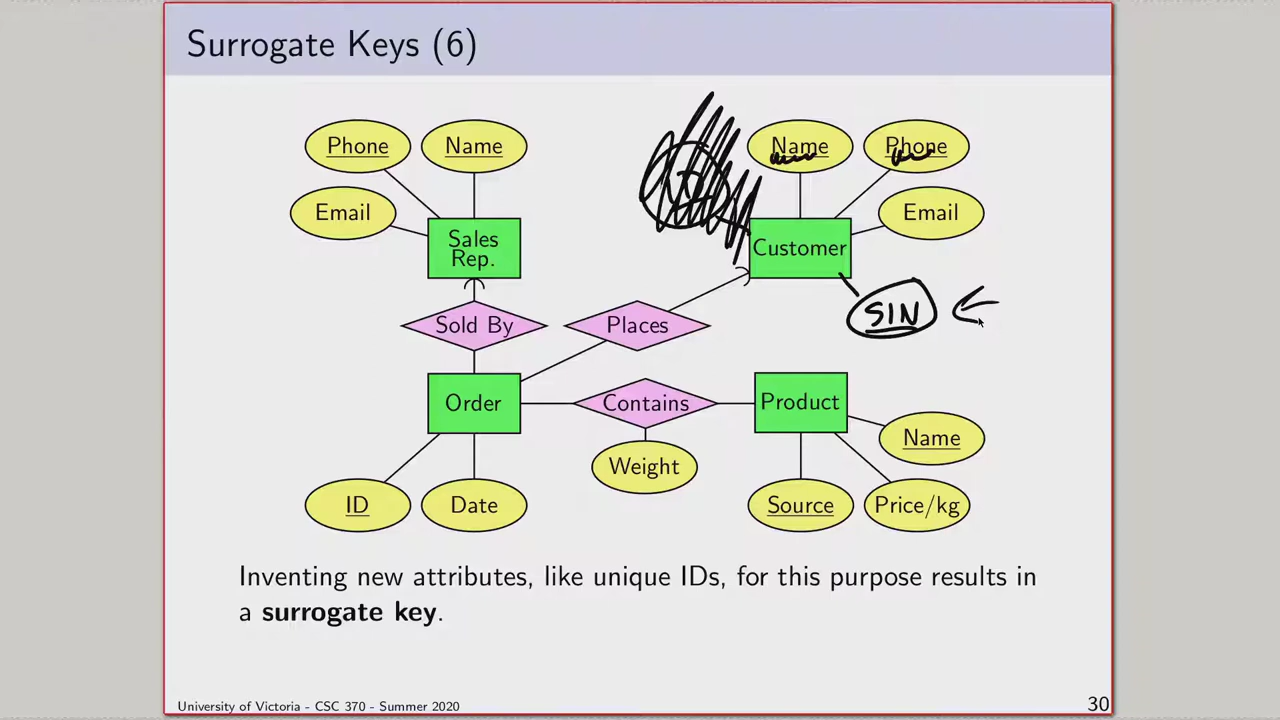 Surrogate Keys (6)
Phone Name Name Phone
Email Email
Sales
Rep.
Customer
SIN
Sold By Places
Order Contains Product
Name
Weight
ID Date Source Price/kg
Inventing new attributes, like unique IDs, for this purpose results in
a surrogate key.
University of Victoria - CSC 370 - Summer 2020
30